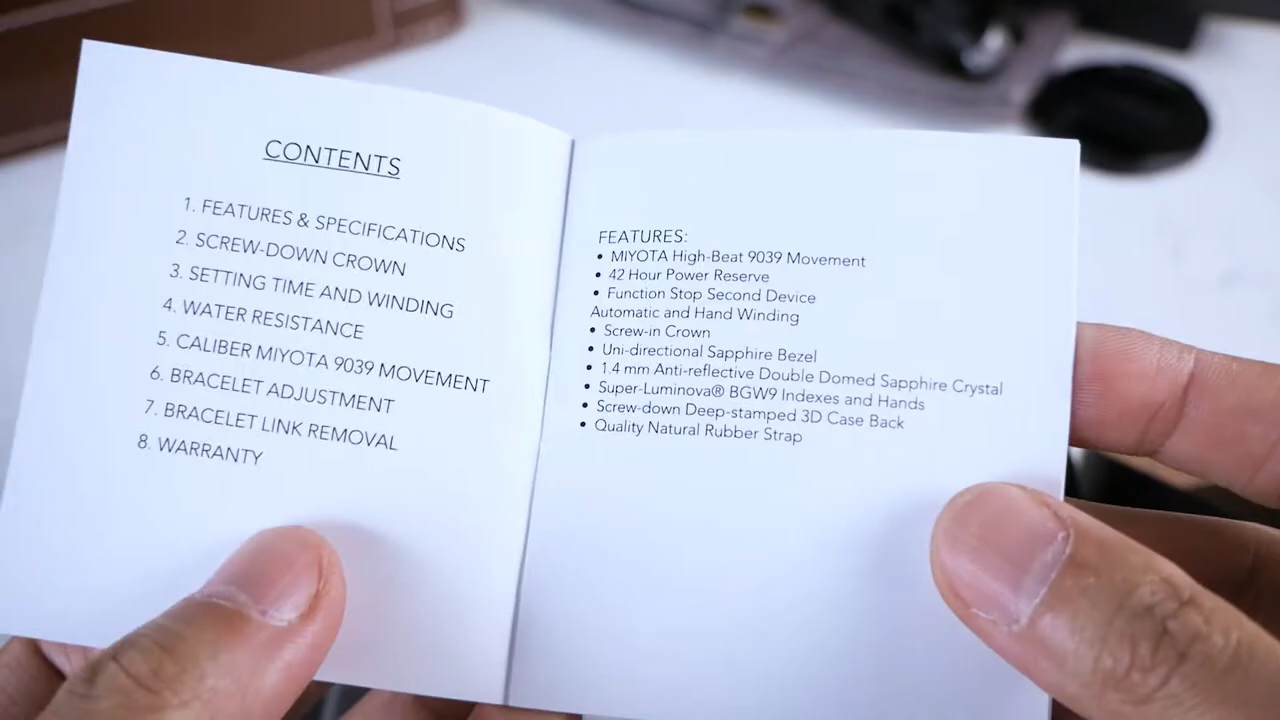 CONTENTS
1. FEATURES & SPECIFICATIONS
2. SCREW-DOWN CROWN
3. SETTING TIME AND WINDING
4. WATER RESISTANCE
5. CALIBER MIYOTA 9039 MOVEMENT
6. BRACELET ADJUSTMENT
7. BRACELET LINK REMOVAL
8. WARRANTY
FEATURES:
• MIYOTA High-Beat 9039 Movement
• 42 Hour Power Reserve
• Function Stop Second Device
Automatic and Hand Winding
• Screw-in Crown
• Uni-directional Sapphire Bezel
• 1.4 mm Anti-reflective Double Domed Sapphire Crystal
• Super-Luminova® BGW9 Indexes and Hands
• Screw-down Deep-stamped 3D Case Back
• Quality Natural Rubber Strap